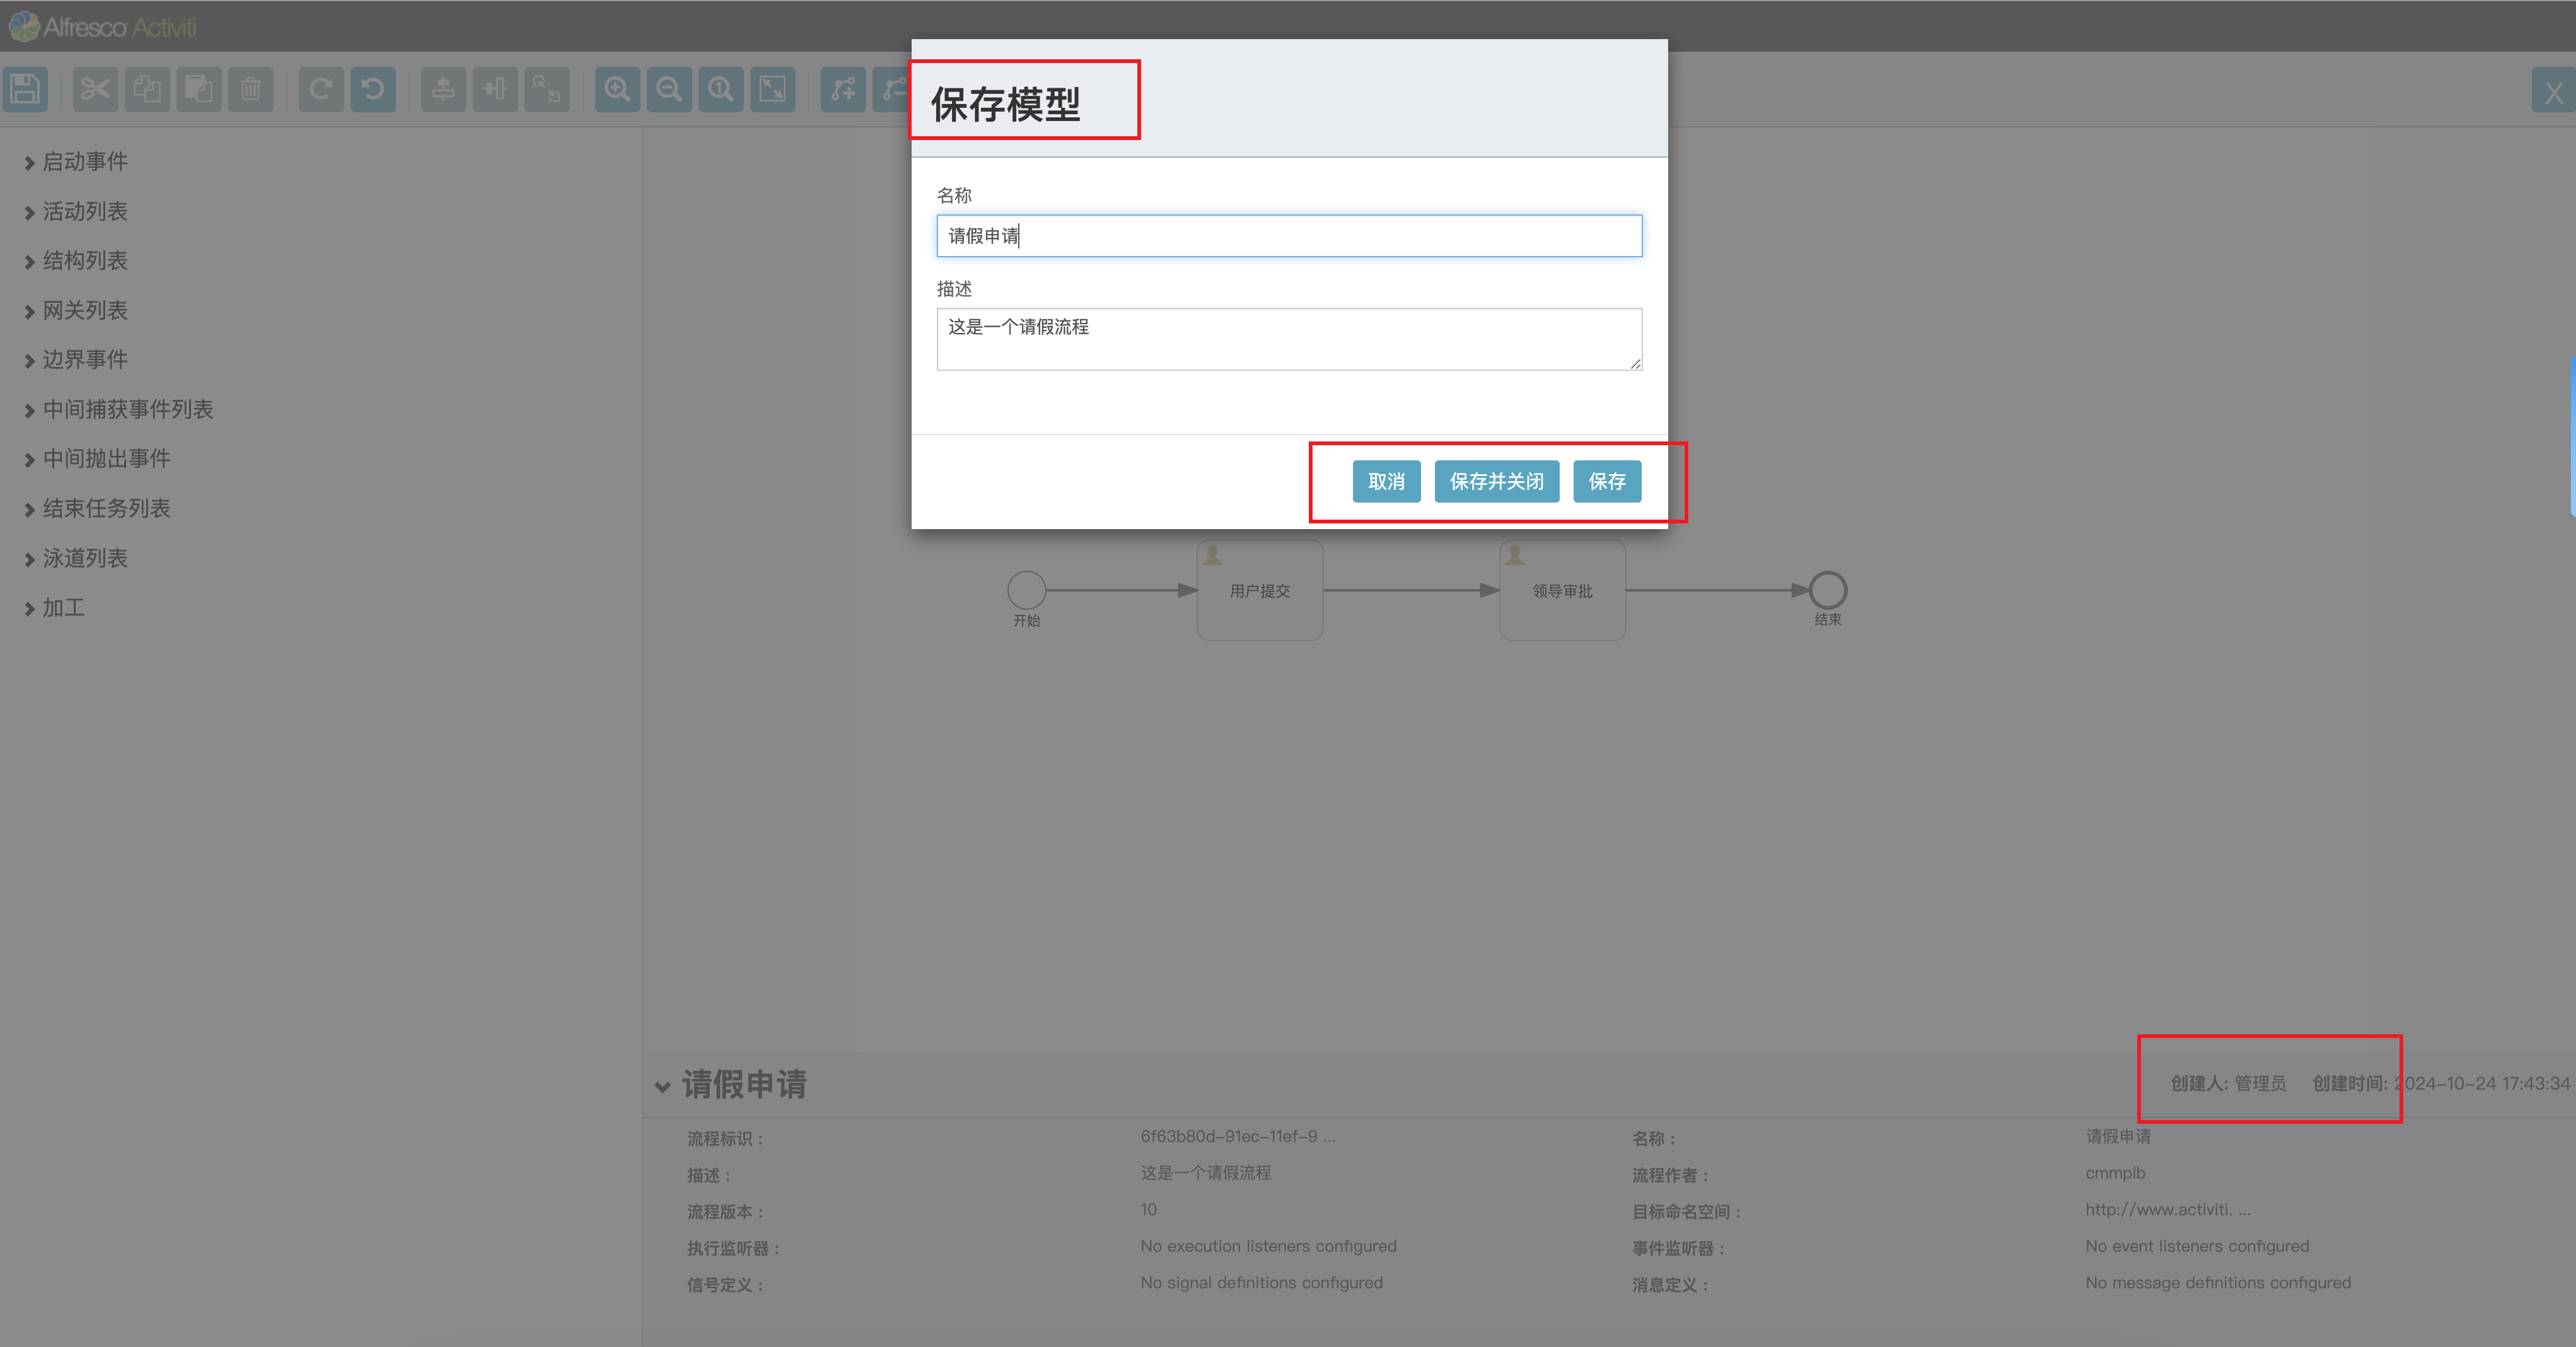 Alfresco Activiti
X
保存模型
名称
请假申请
描述
这是一个请假流程
取消 保存并关闭 保存
启动事件
活动列表
结构列表
网关列表
边界事件
中间捕获事件列表
中间抛出事件
结束任务列表
泳道列表
加工
用户提交 领导审批
开始 结束
请假申请 创建人: 管理员 创建时间: 2024-10-24 17:43:34
流程标识： 6f63b80d-91ec-11ef-9 ... 名称： 请假申请
描述： 这是一个请假流程 流程作者： cmmplb
流程版本： 10 目标命名空间： http://www.activiti. ...
执行监听器： No execution listeners configured 事件监听器： No event listeners configured
信号定义： No signal definitions configured 消息定义： No message definitions configured